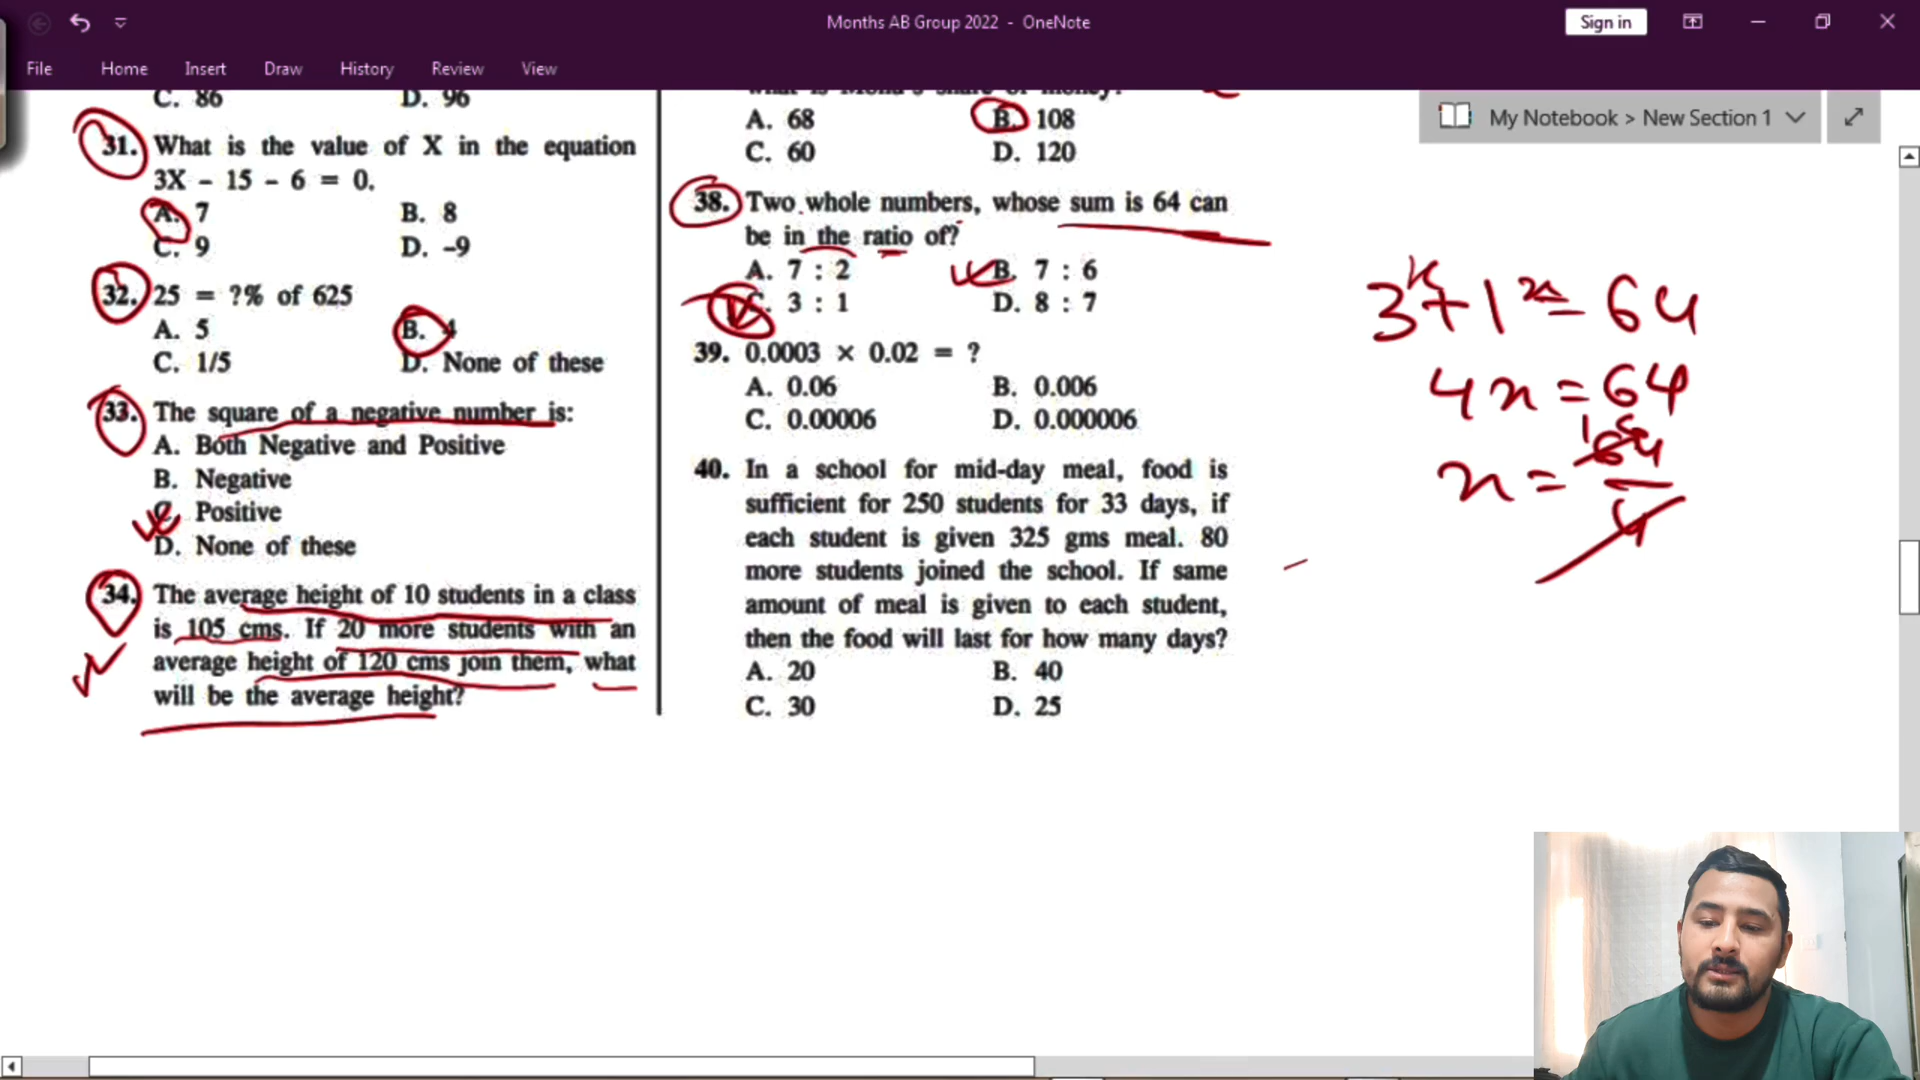 Months AB Group 2022 - OneNote
Sign in
File Home Insert Draw History Review View
My Notebook > New Section 1
C. 86 D. 96
31. What is the value of X in the equation
3X – 15 – 6 = 0.
A. 7 B. 8
C. 9 D. –9
32. 25 = ?% of 625
A. 5 B. 4
C. 1/5 D. None of these
33. The square of a negative number is:
A. Both Negative and Positive
B. Negative
C. Positive
D. None of these
34. The average height of 10 students in a class
is 105 cms. If 20 more students with an
average height of 120 cms join them, what
will be the average height?
A. 68 B. 108
C. 60 D. 120
38. Two whole numbers, whose sum is 64 can
be in the ratio of?
A. 7 : 2 B. 7 : 6
C. 3 : 1 D. 8 : 7
39. 0.0003 × 0.02 = ?
A. 0.06 B. 0.006
C. 0.00006 D. 0.000006
40. In a school for mid-day meal, food is
sufficient for 250 students for 33 days, if
each student is given 325 gms meal. 80
more students joined the school. If same
amount of meal is given to each student,
then the food will last for how many days?
A. 20 B. 40
C. 30 D. 25
3x + 1x = 64
4x = 64
16
x = 64
4